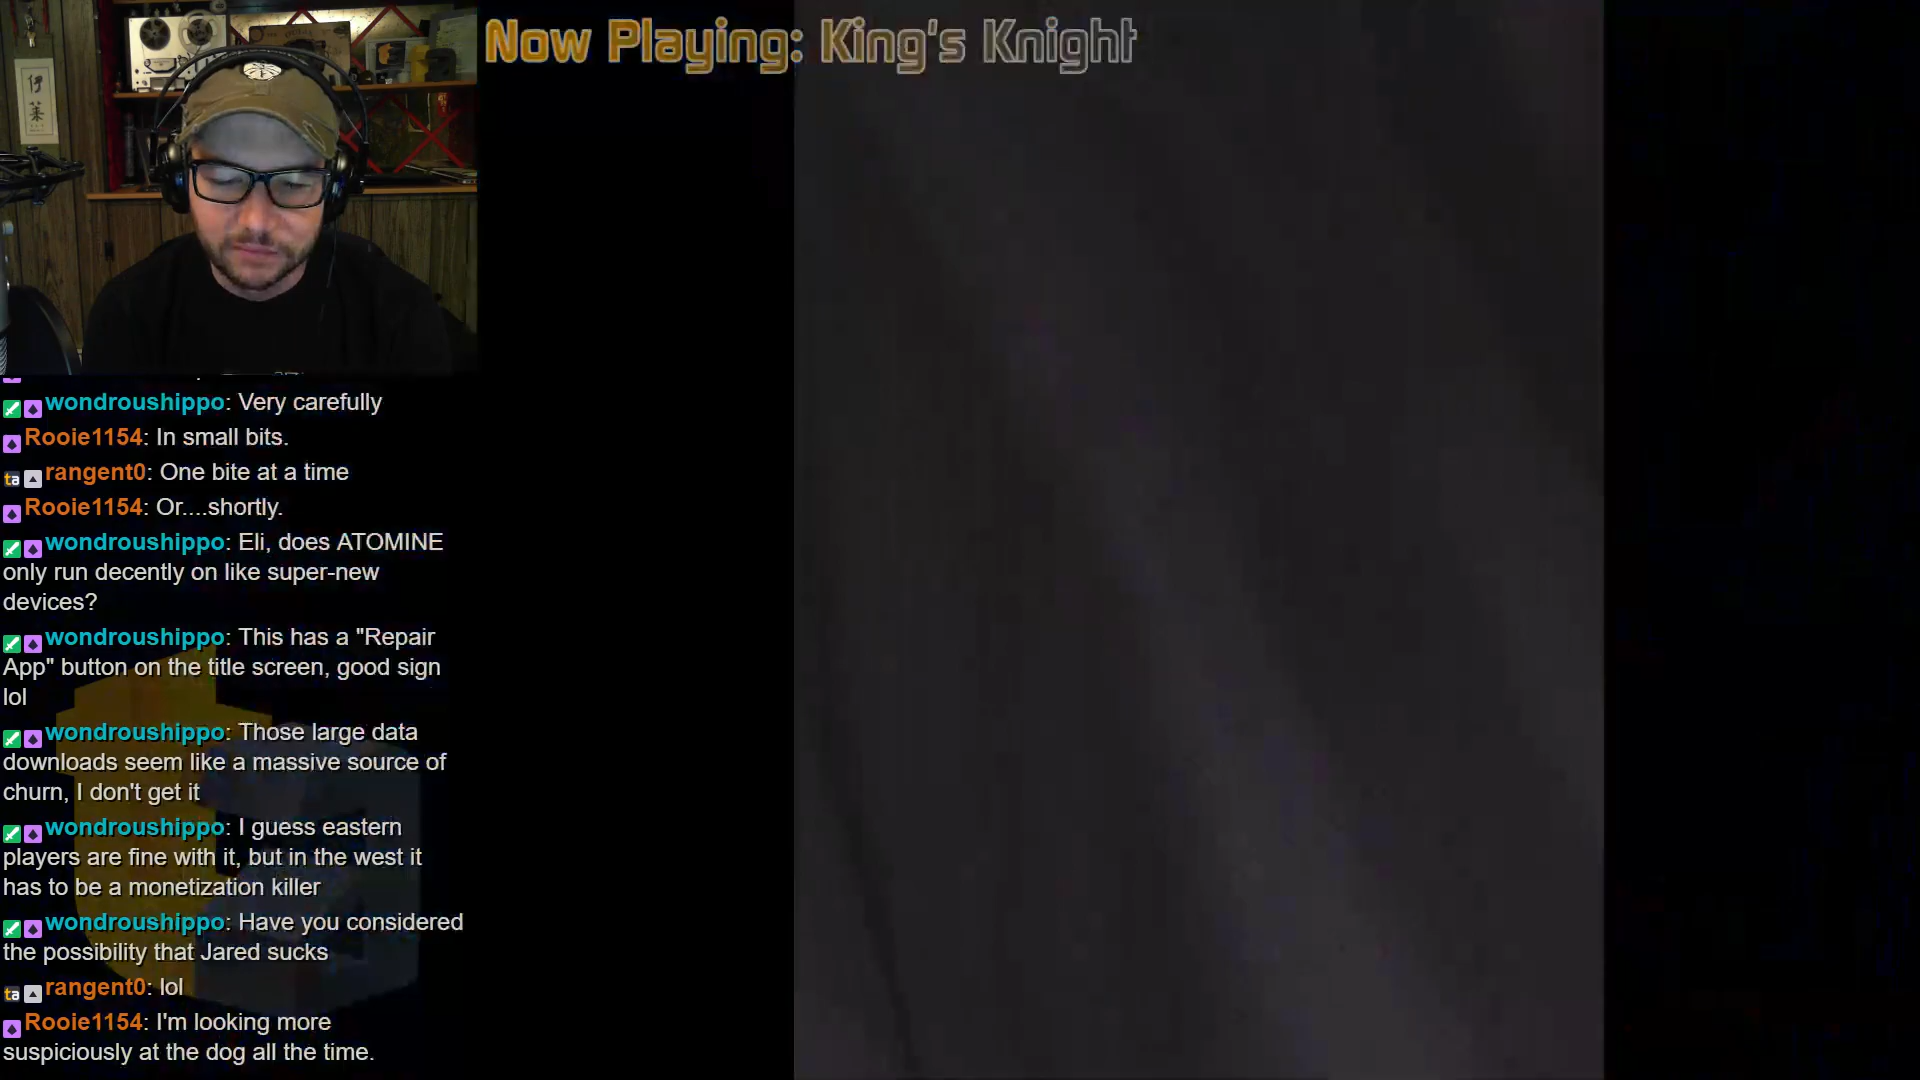 Now Playing: King's Knight
wondroushippo: Very carefully
Rooie1154: In small bits.
ta rangent0: One bite at a time
Rooie1154: Or....shortly.
wondroushippo: Eli, does ATOMINE
only run decently on like super-new
devices?
wondroushippo: This has a "Repair
App" button on the title screen, good sign
lol
wondroushippo: Those large data
downloads seem like a massive source of
churn, I don't get it
wondroushippo: I guess eastern
players are fine with it, but in the west it
has to be a monetization killer
wondroushippo: Have you considered
the possibility that Jared sucks
ta rangent0: lol
Rooie1154: I'm looking more
suspiciously at the dog all the time.